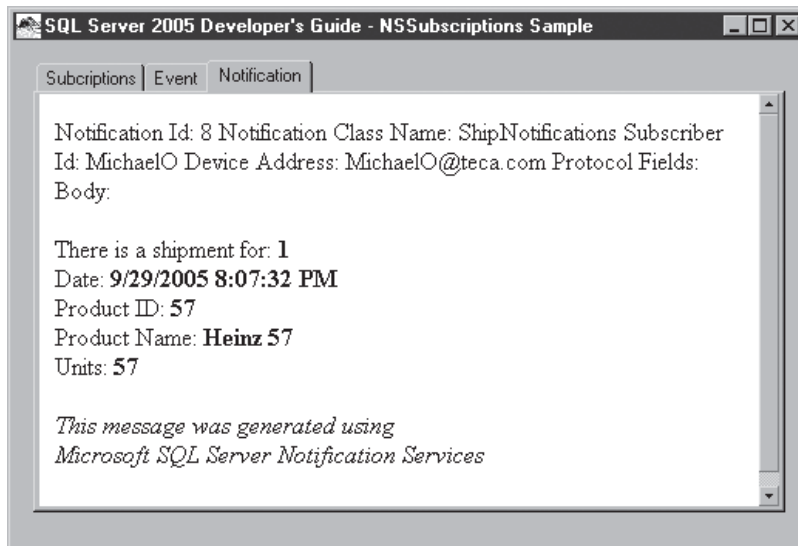 SQL Server 2005 Developer's Guide - NSSubscriptions Sample
Subcriptions Event Notification
Notification Id: 8 Notification Class Name: ShipNotifications Subscriber
Id: MichaelO Device Address: MichaelO@teca.com Protocol Fields:
Body:
There is a shipment for: 1
Date: 9/29/2005 8:07:32 PM
Product ID: 57
Product Name: Heinz 57
Units: 57
This message was generated using
Microsoft SQL Server Notification Services